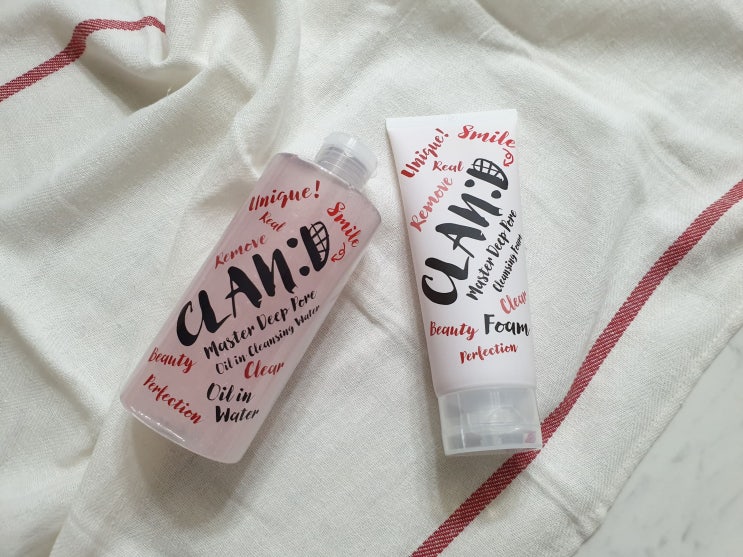 Unique!
Real
Smile
Remove
CLAN:D
Master Deep Pore
Oil in Cleansing Water
Beauty
Clear
Perfection
Oil in
Water
Unique!
Smile
Real
Remove
CLAN:D
Master Deep Pore
Cleansing Foam
Clear
Beauty
Foam
Perfection